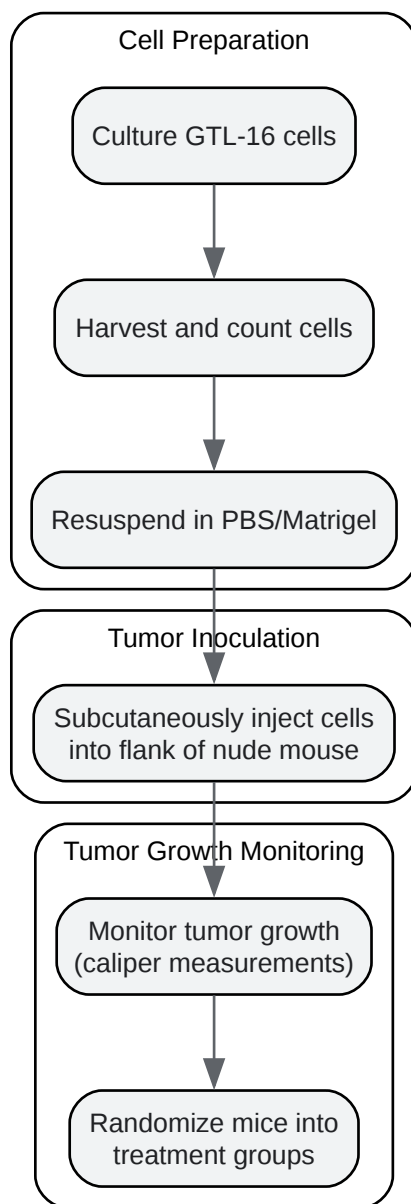 Cell Preparation
Culture GTL-16 cells
Harvest and count cells
Resuspend in PBS/Matrigel
Tumor Inoculation
Subcutaneously inject cells
into flank of nude mouse
Tumor Growth Monitoring
Monitor tumor growth
(caliper measurements)
Randomize mice into
treatment groups